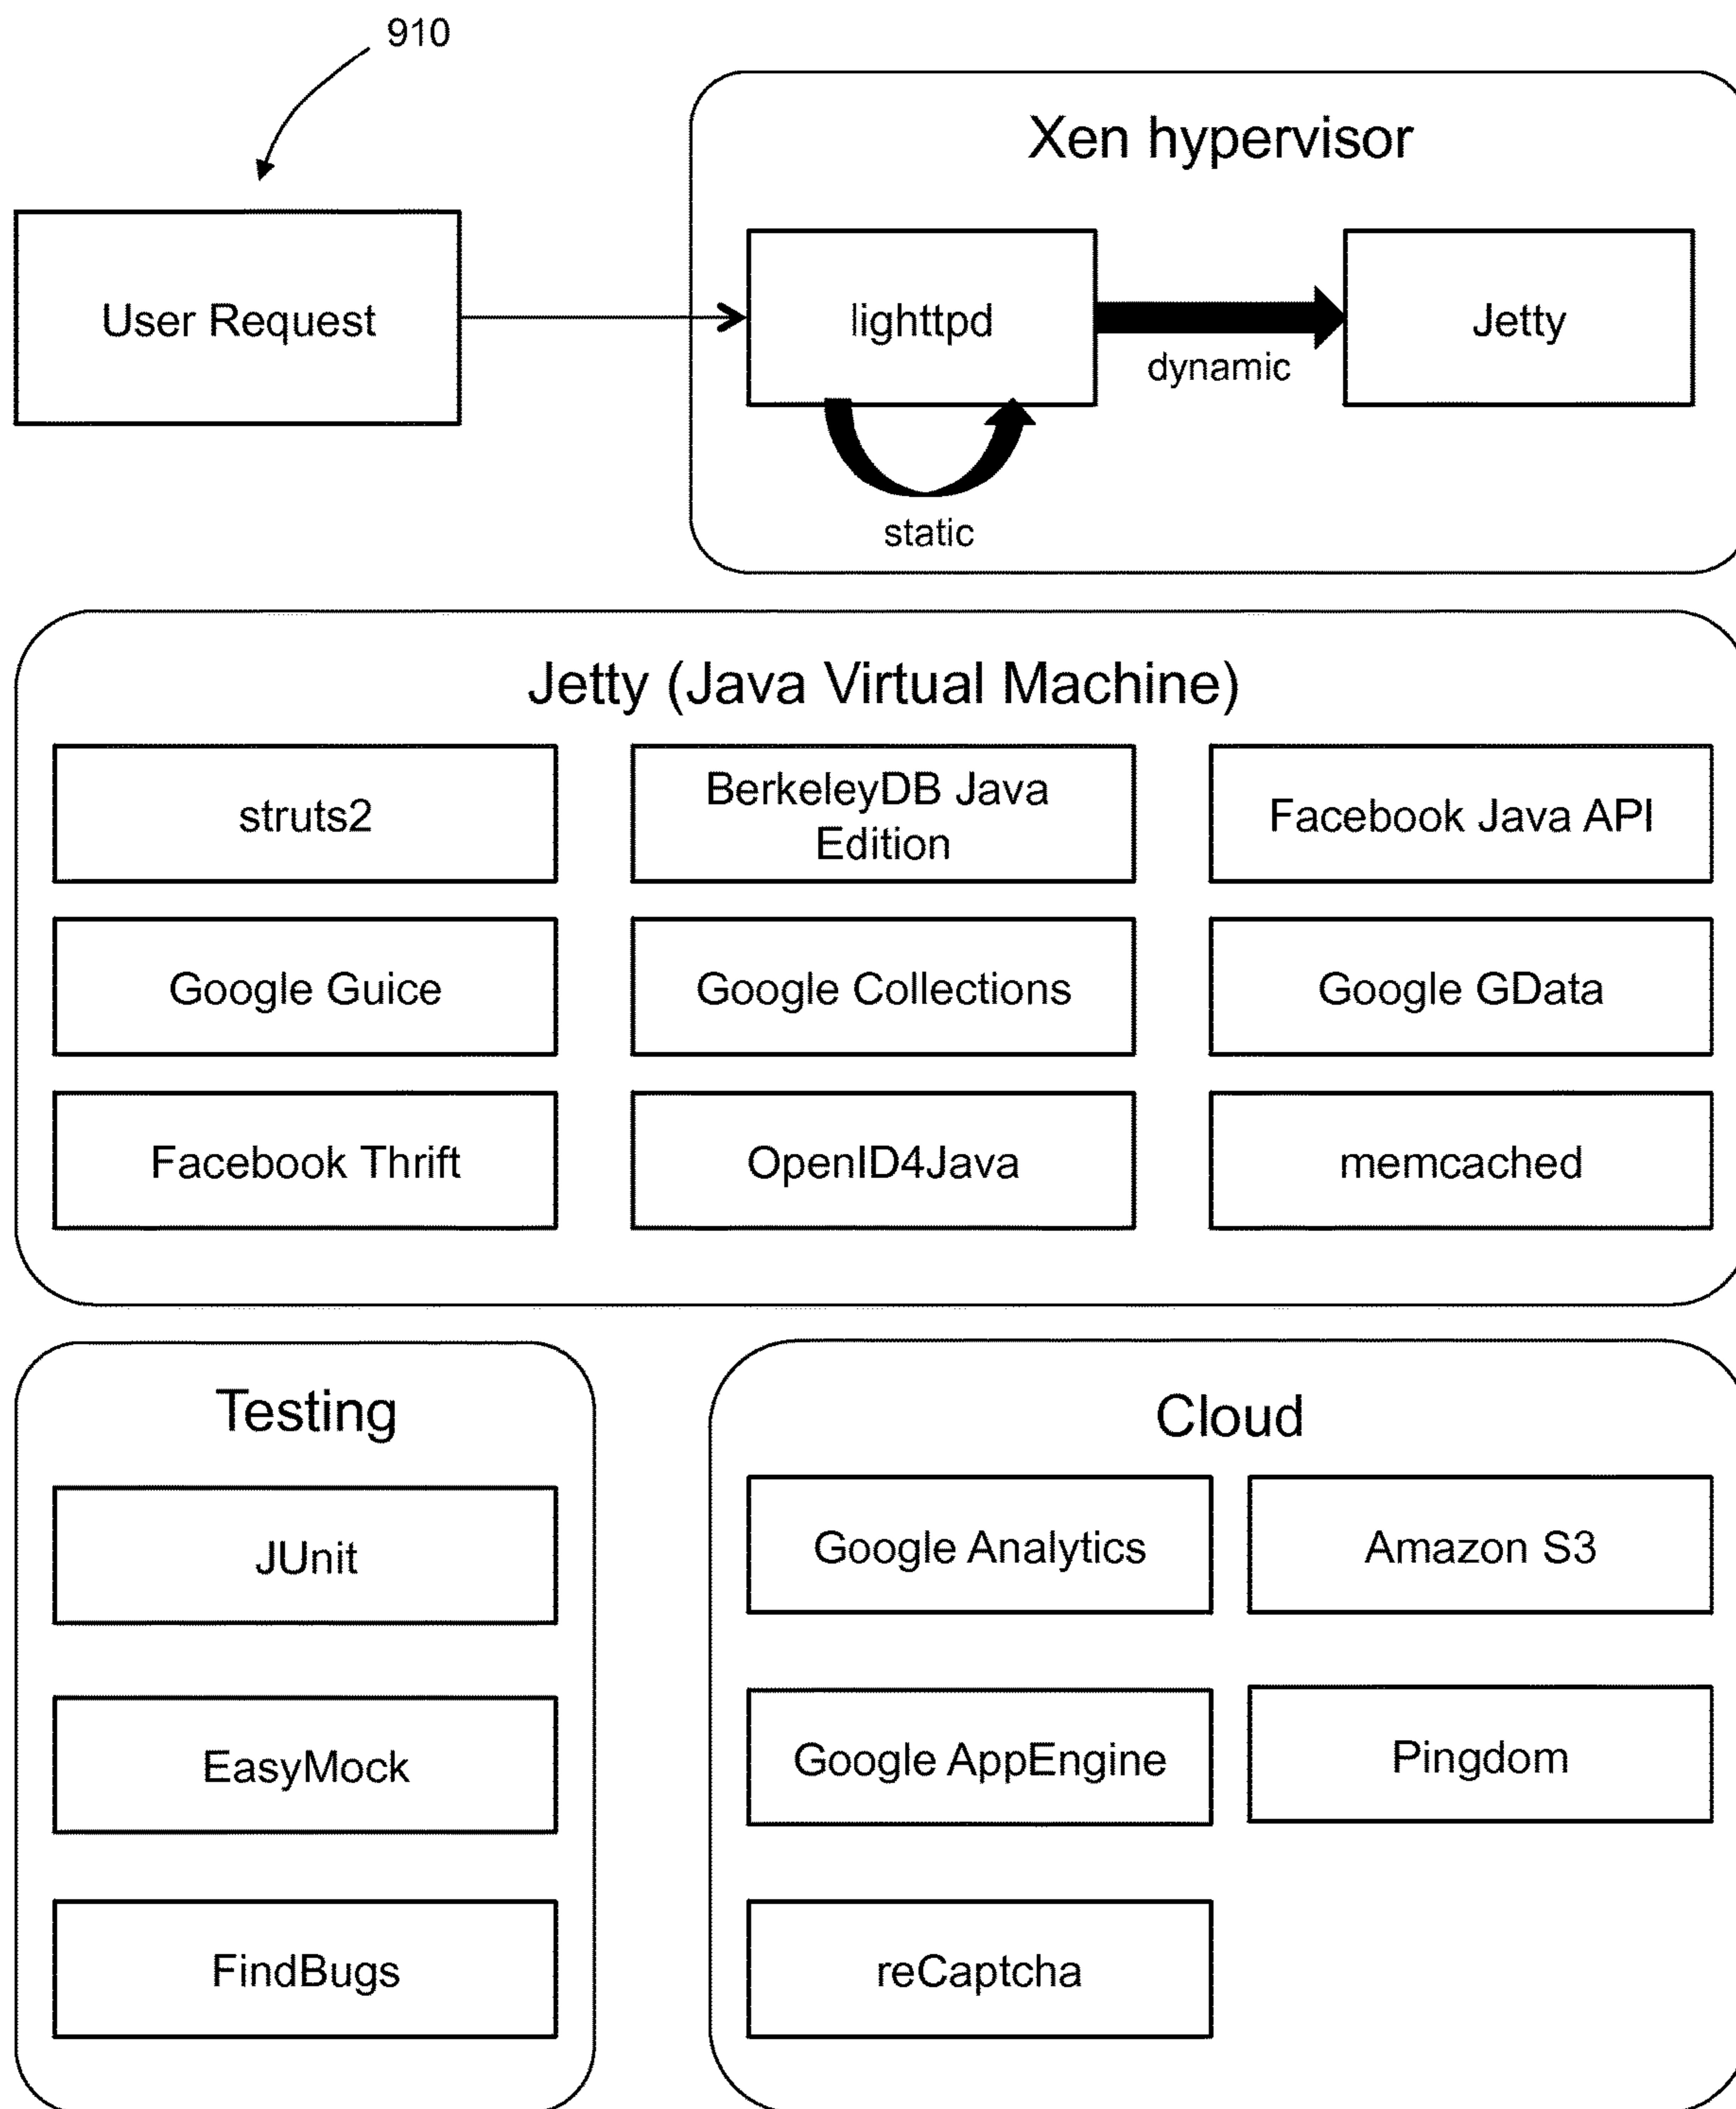 910
Xen hypervisor
User Request
lighttpd
Jetty
dynamic
static
Jetty (Java Virtual Machine)
struts2
BerkeleyDB Java
Edition
Facebook Java API
Google Guice
Google Collections
Google GData
Facebook Thrift
OpenID4Java
memcached
Testing
JUnit
EasyMock
FindBugs
Cloud
Google Analytics
Amazon S3
Google AppEngine
Pingdom
reCaptcha